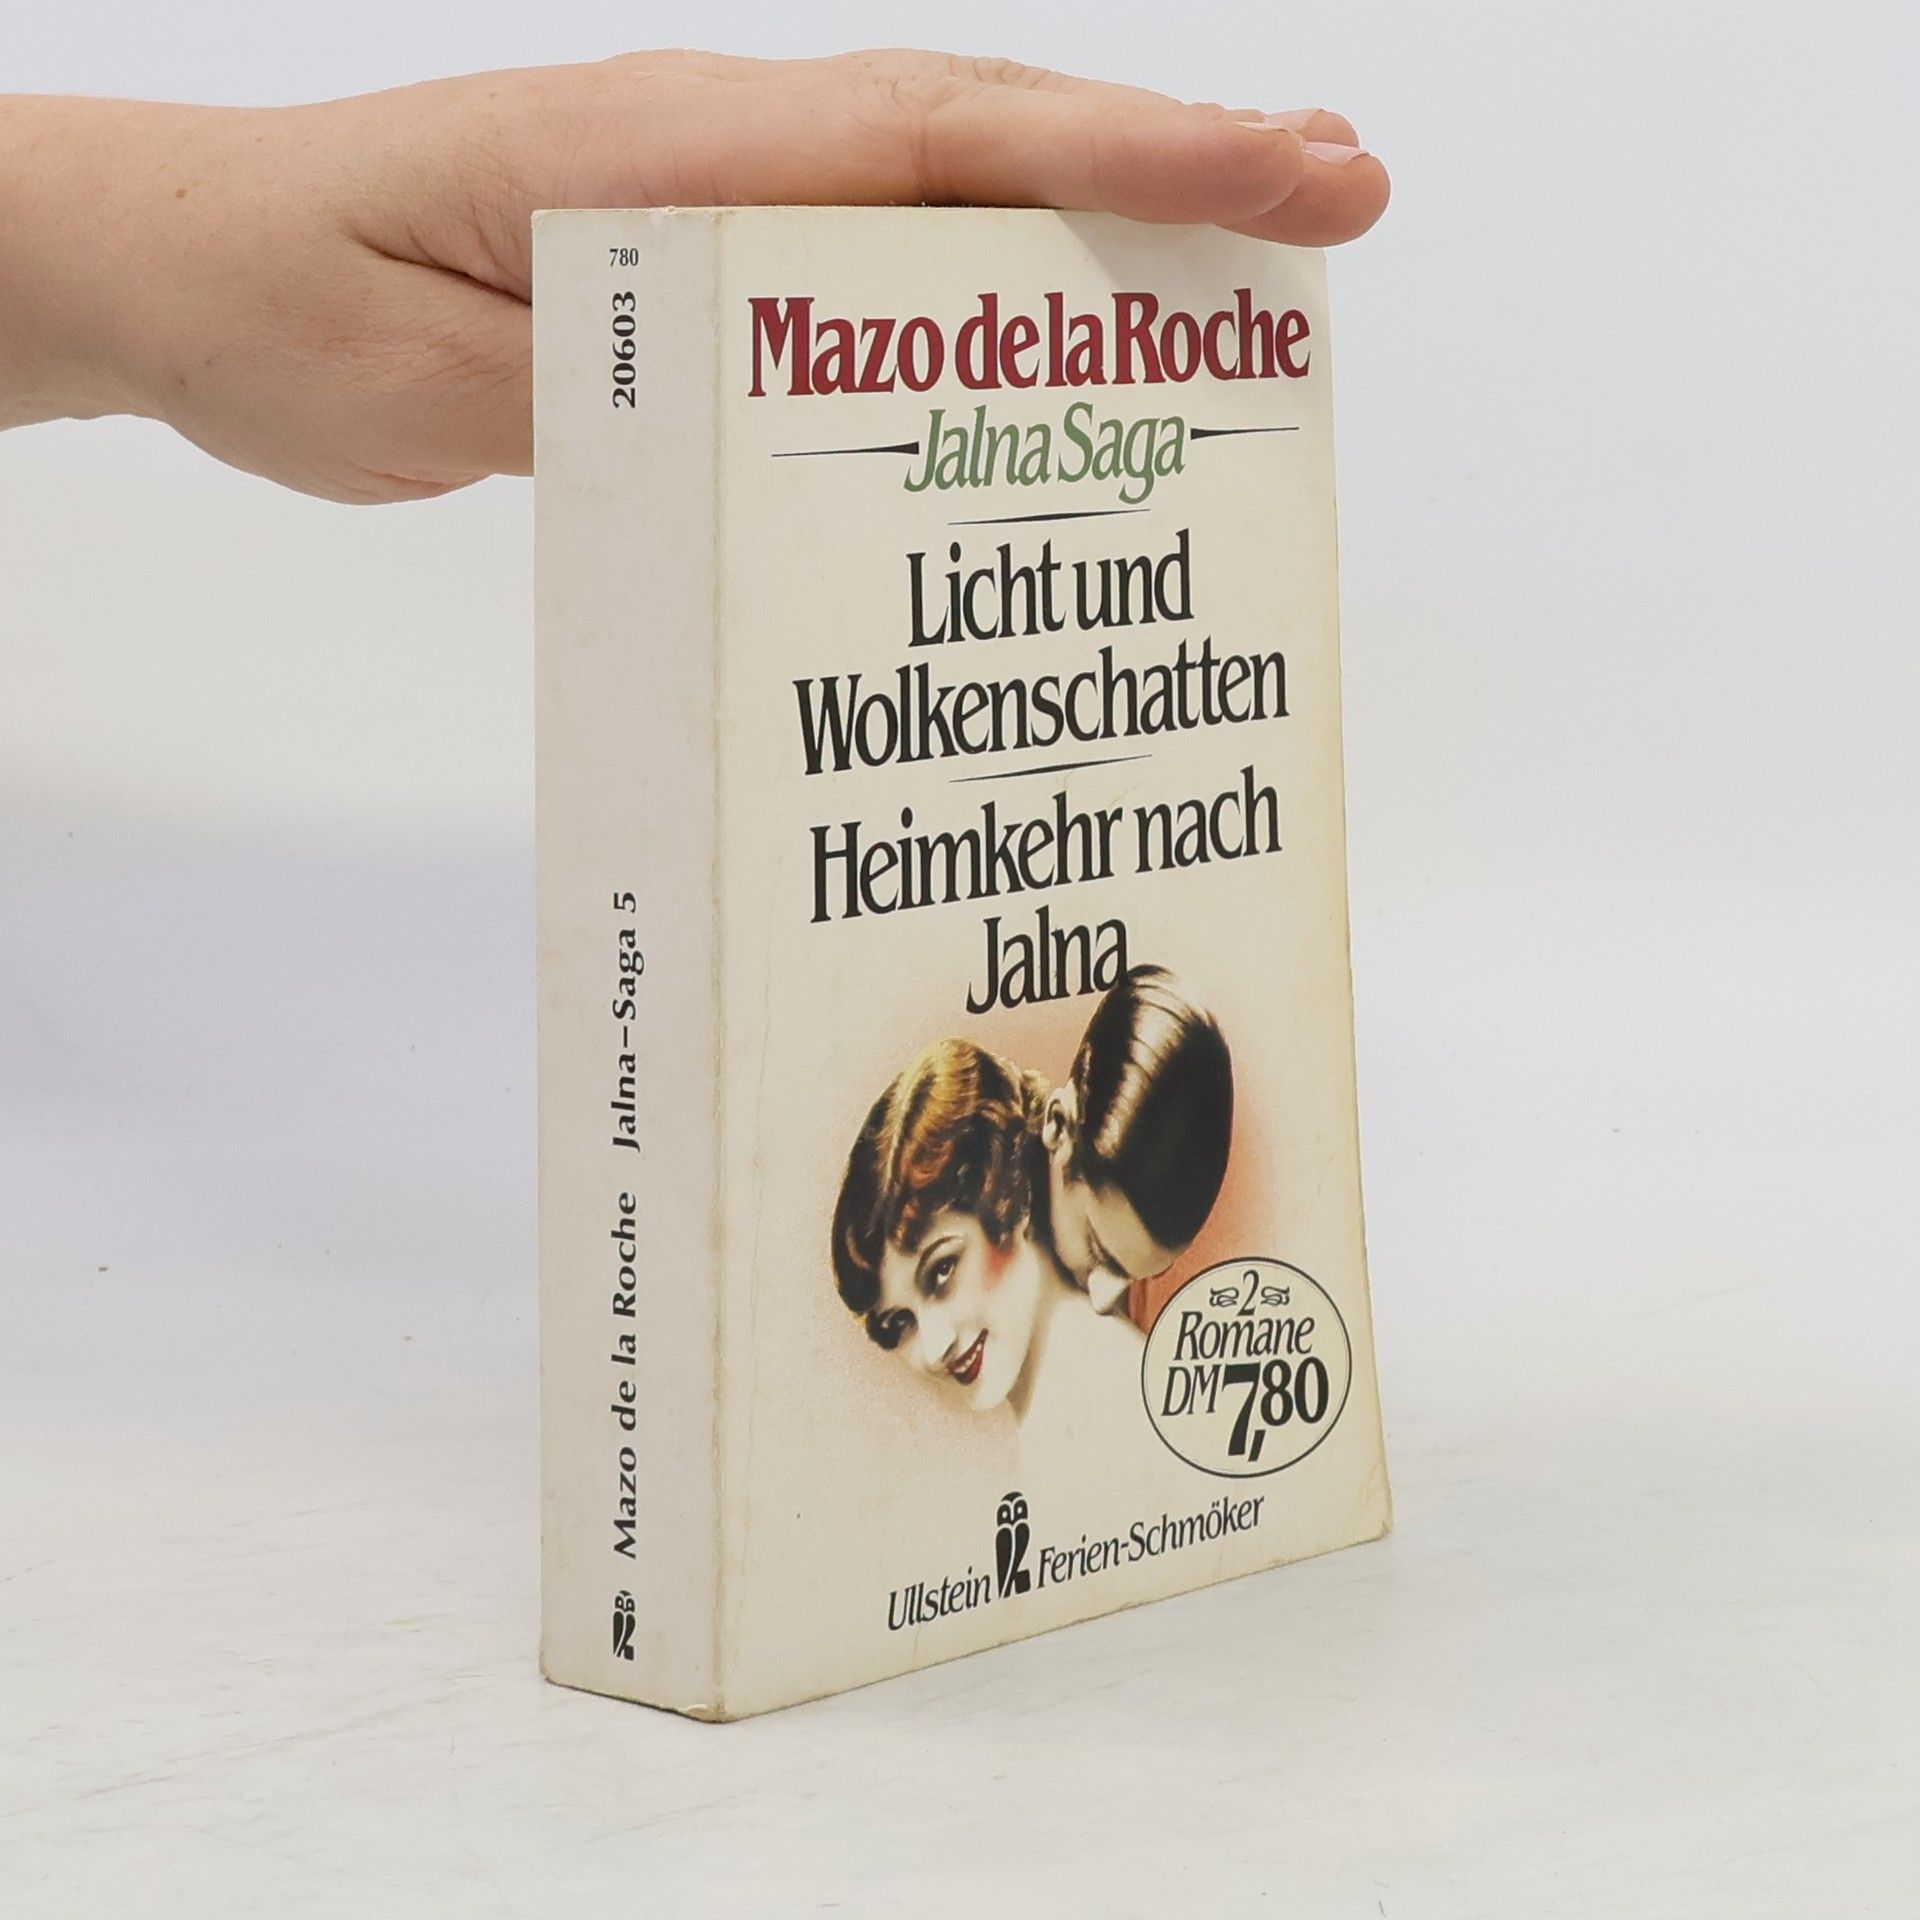 780
20603
Mazo de la Roche Jalna–Saga 5
Mazo de la Roche
Jalna Saga
Licht und
Wolkenschatten
Heimkehr nach
Jalna
2
Romane
DM 7,80
Ullstein Ferien-Schmöker